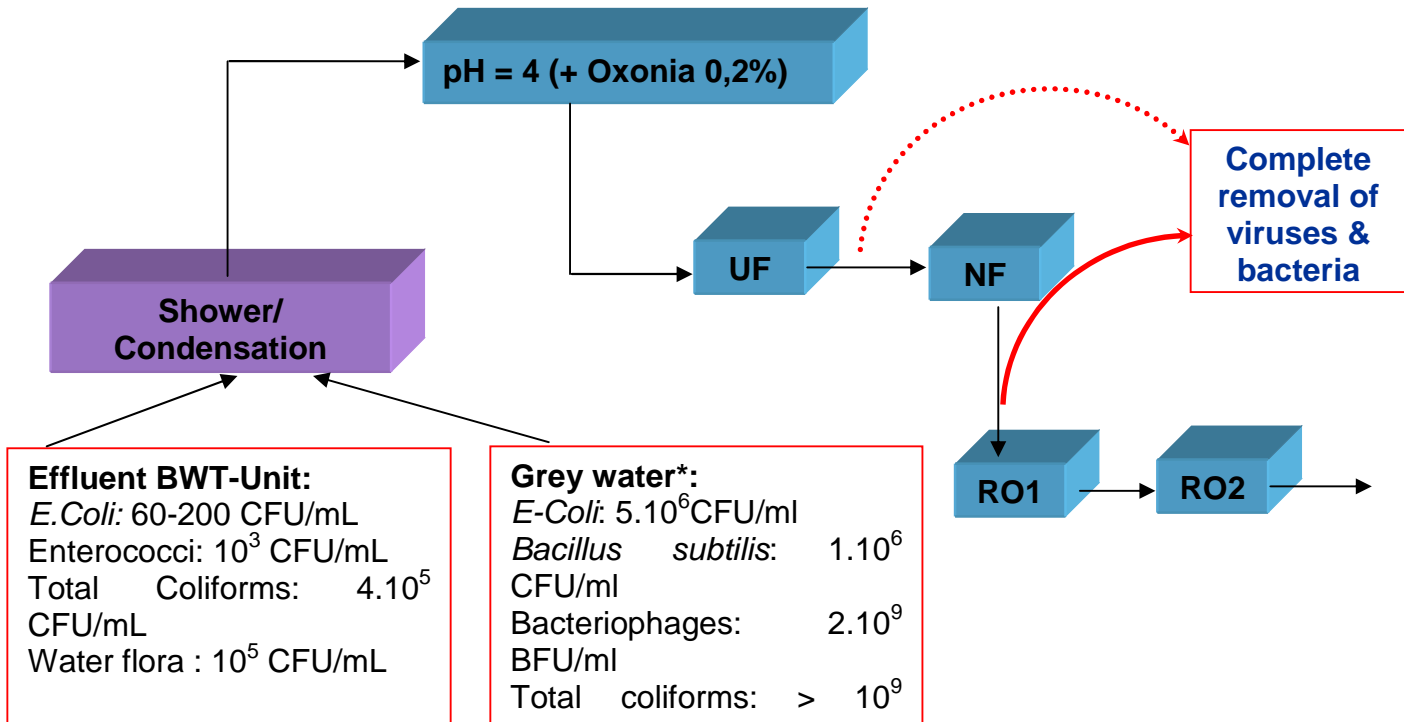 pH = 4 (+ Oxonia 0,2%)
Complete
removal of
viruses &
bacteria
UF
NF
Shower/
Condensation
RO1
RO2
Effluent BWT-Unit:
E.Coli: 60-200 CFU/mL
Enterococci: 10³ CFU/mL
Total Coliforms: 4.10⁵
CFU/mL
Water flora : 10⁵ CFU/mL
Grey water*:
E-Coli: 5.10⁶CFU/ml
Bacillus subtilis: 1.10⁶
CFU/ml
Bacteriophages: 2.10⁹
BFU/ml
Total coliforms: > 10⁹